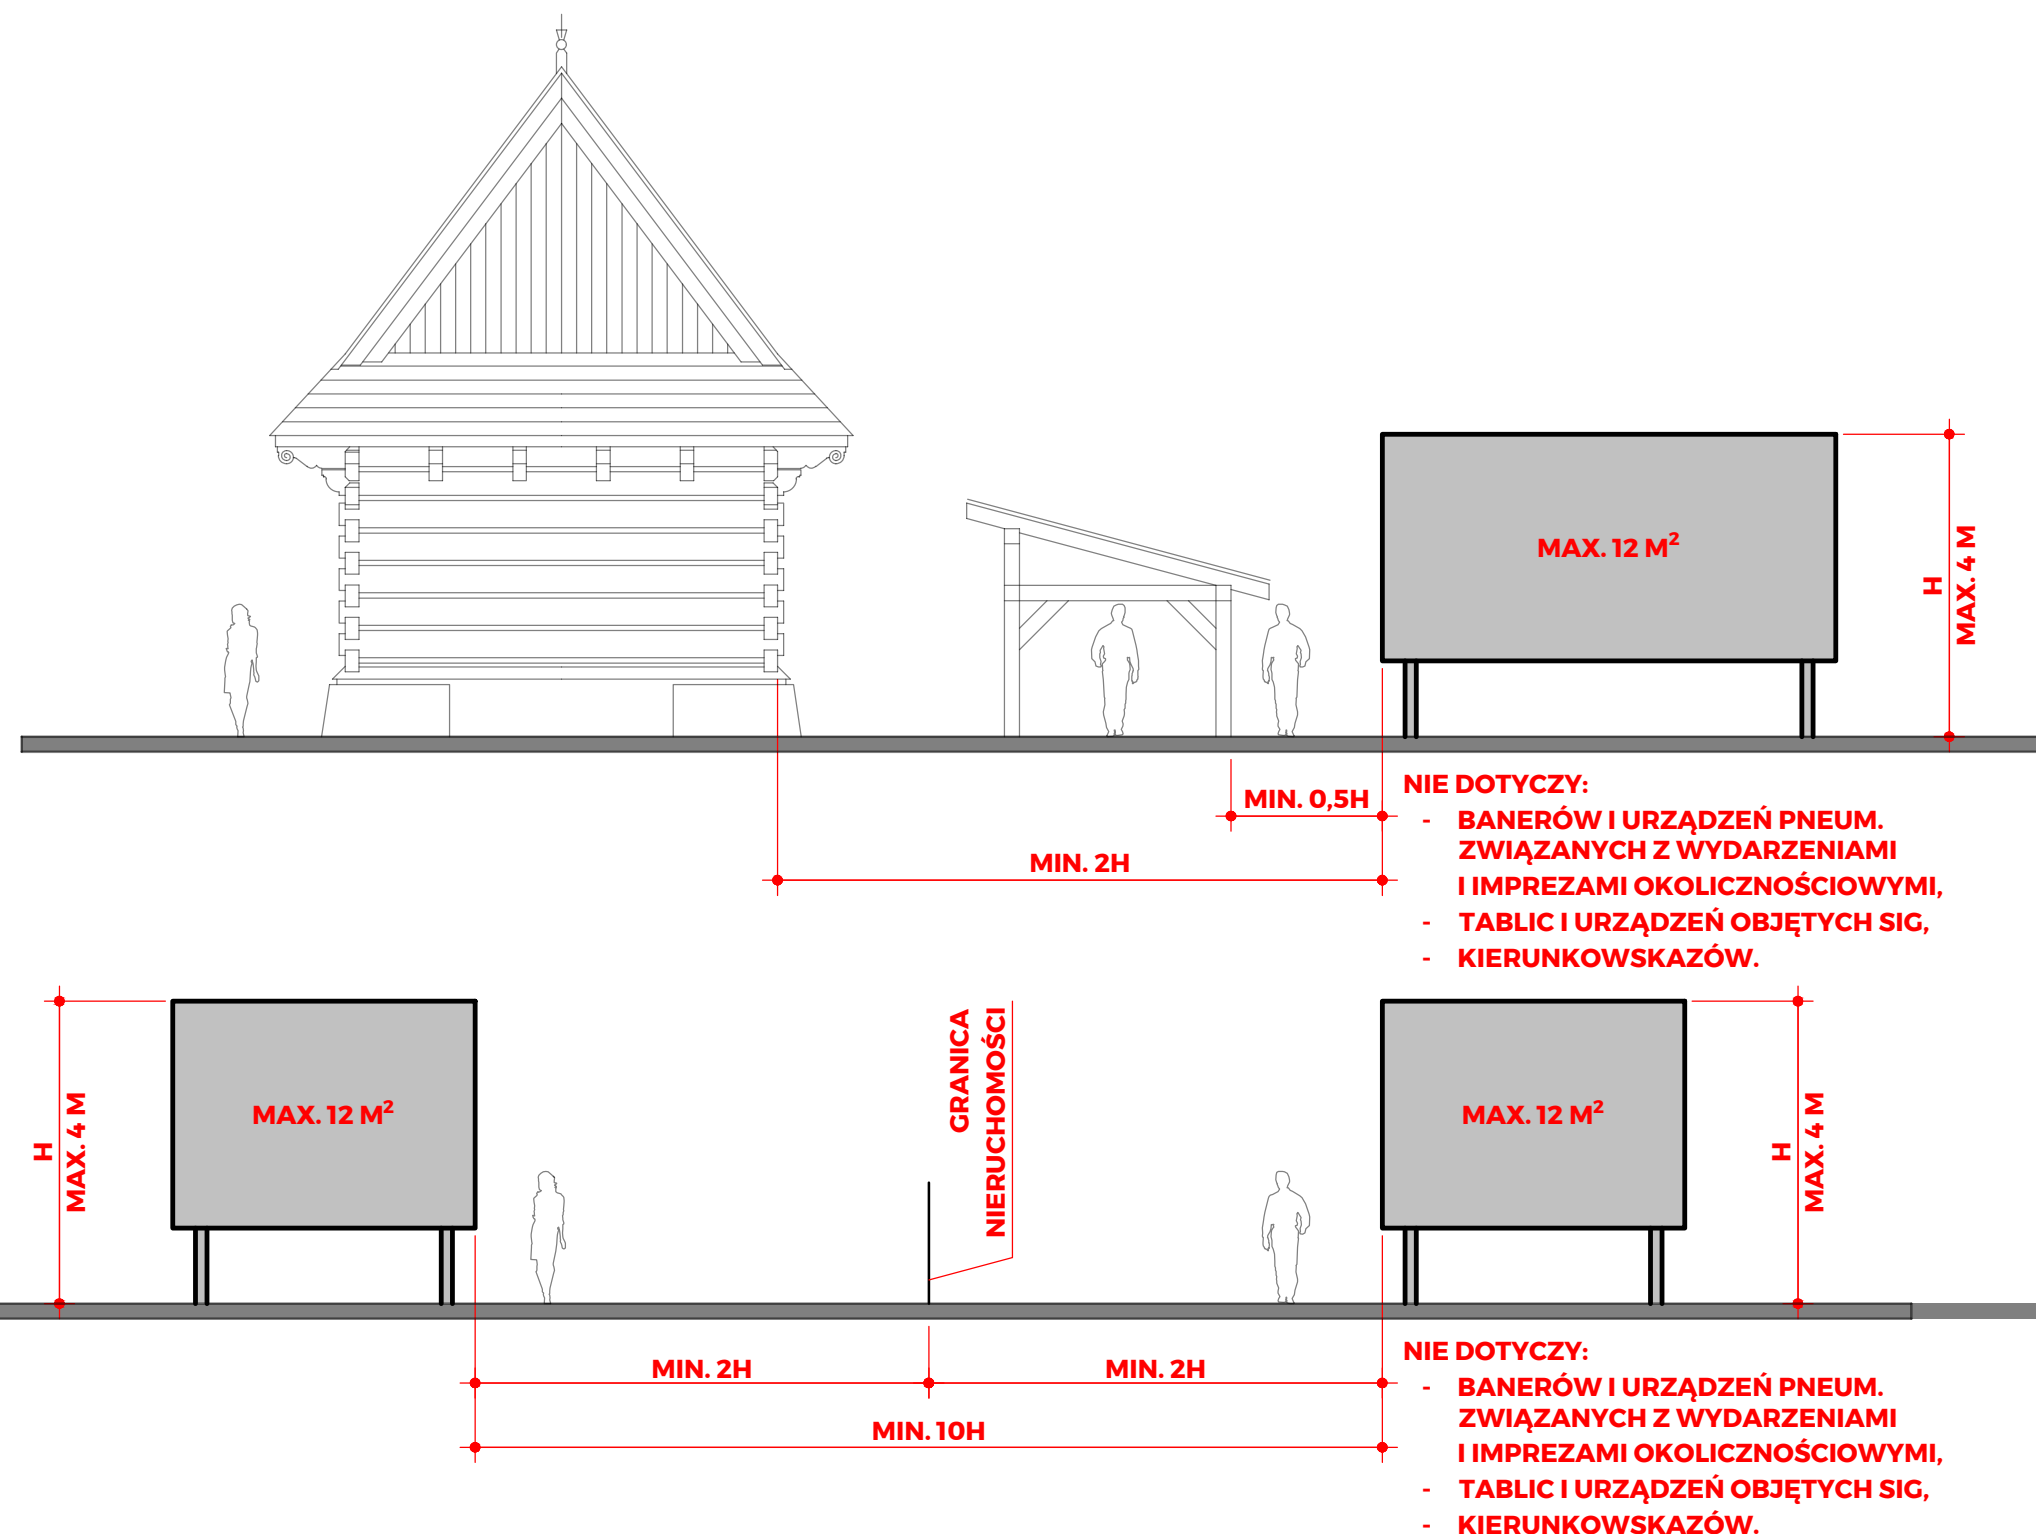 MAX. 12 M²
H
MAX. 4 M
MIN. 0,5H
MIN. 2H
NIE DOTYCZY:
- BANERÓW I URZĄDZEŃ PNEUM.
ZWIĄZANYCH Z WYDARZENIAMI
I IMPREZAMI OKOLICZNOŚCIOWYMI,
- TABLIC I URZĄDZEŃ OBJĘTYCH SIG,
- KIERUNKOWSKAZÓW.
H
MAX. 4 M
MAX. 12 M²
GRANICA
NIERUCHOMOŚCI
MAX. 12 M²
H
MAX. 4 M
MIN. 2H
MIN. 2H
MIN. 10H
NIE DOTYCZY:
- BANERÓW I URZĄDZEŃ PNEUM.
ZWIĄZANYCH Z WYDARZENIAMI
I IMPREZAMI OKOLICZNOŚCIOWYMI,
- TABLIC I URZĄDZEŃ OBJĘTYCH SIG,
- KIERUNKOWSKAZÓW.